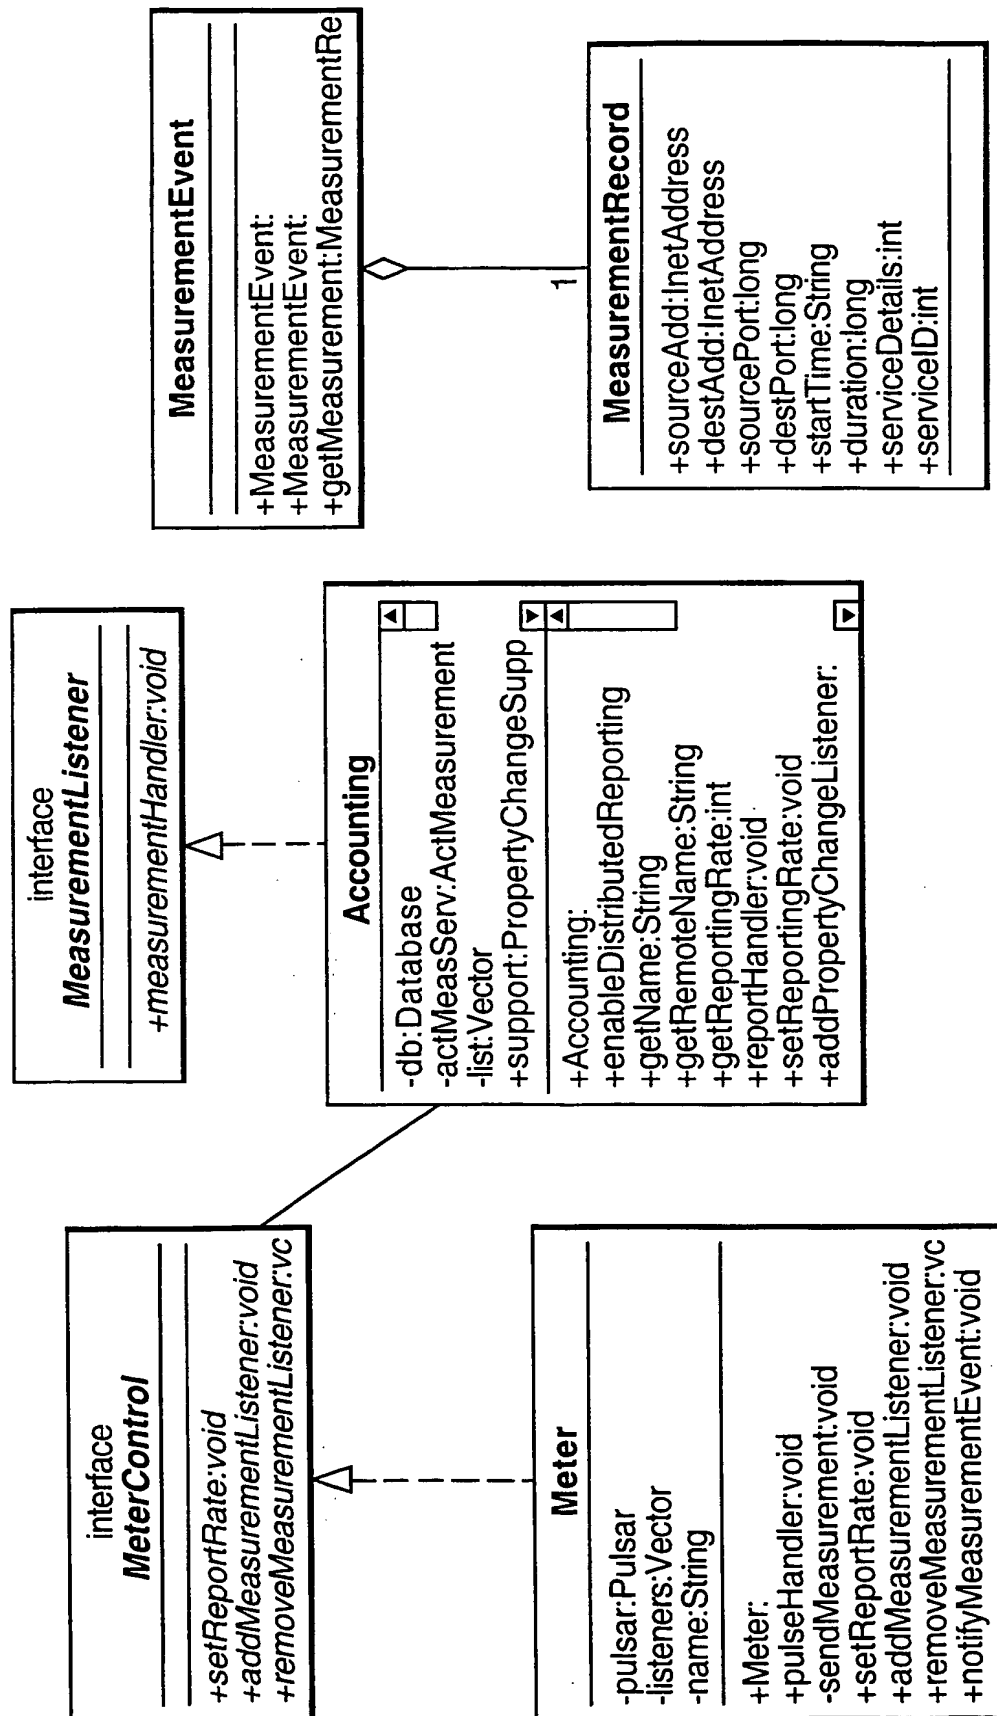 interface
MeterControl
+setReportRate:void
+addMeasurementListener:void
+removeMeasurementListener:vc
Meter
-pulsar:Pulsar
-listeners:Vector
-name:String
+Meter:
+pulseHandler:void
-sendMeasurement:void
+setReportRate:void
+addMeasurementListener:void
+removeMeasurementListener:vc
+notifyMeasurementEvent:void
interface
MeasurementListener
+measurementHandler:void
Accounting
-db:Database
-actMeasServ:ActMeasurement
-list:Vector
+support:PropertyChangeSupp
+Accounting:
+enableDistributedReporting
+getName:String
+getRemoteName:String
+getReportingRate:int
+reportHandler:void
+setReportingRate:void
+addPropertyChangeListener:
MeasurementEvent
+MeasurementEvent:
+MeasurementEvent:
+getMeasurement:MeasurementRe
1
MeasurementRecord
+sourceAdd:InetAddress
+destAdd:InetAddress
+sourcePort:long
+destPort:long
+startTime:String
+duration:long
+serviceDetails:int
+serviceID:int